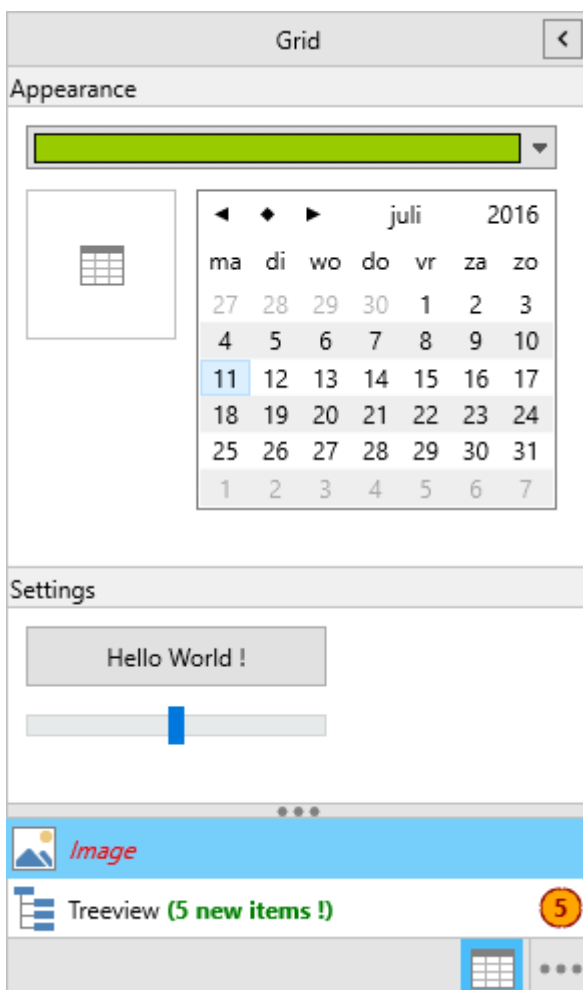 Grid
Appearance
juli 2016
ma di wo do vr za zo
27 28 29 30 1 2 3
4 5 6 7 8 9 10
11 12 13 14 15 16 17
18 19 20 21 22 23 24
25 26 27 28 29 30 31
1 2 3 4 5 6 7
Settings
Hello World !
Image
Treeview (5 new items !) 5